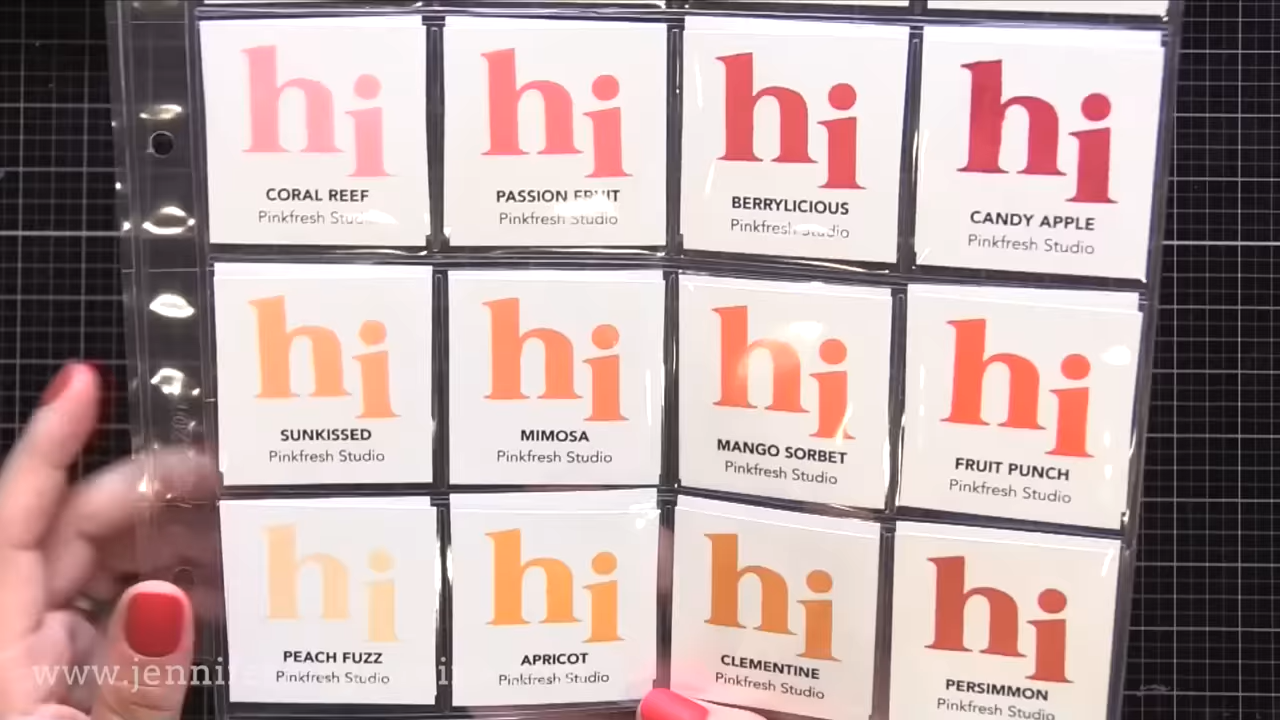 hi hi hi hi
CORAL REEF
Pinkfresh Studio
PASSION FRUIT
Pinkfresh Studio
BERRYLICIOUS
Pinkfresh Studio
CANDY APPLE
Pinkfresh Studio
hi hi hi hi
SUNKISSED
Pinkfresh Studio
MIMOSA
Pinkfresh Studio
MANGO SORBET
Pinkfresh Studio
FRUIT PUNCH
Pinkfresh Studio
hi hi hi hi
PEACH FUZZ
Pinkfresh Studio
APRICOT
Pinkfresh Studio
CLEMENTINE
Pinkfresh Studio
PERSIMMON
Pinkfresh Studio